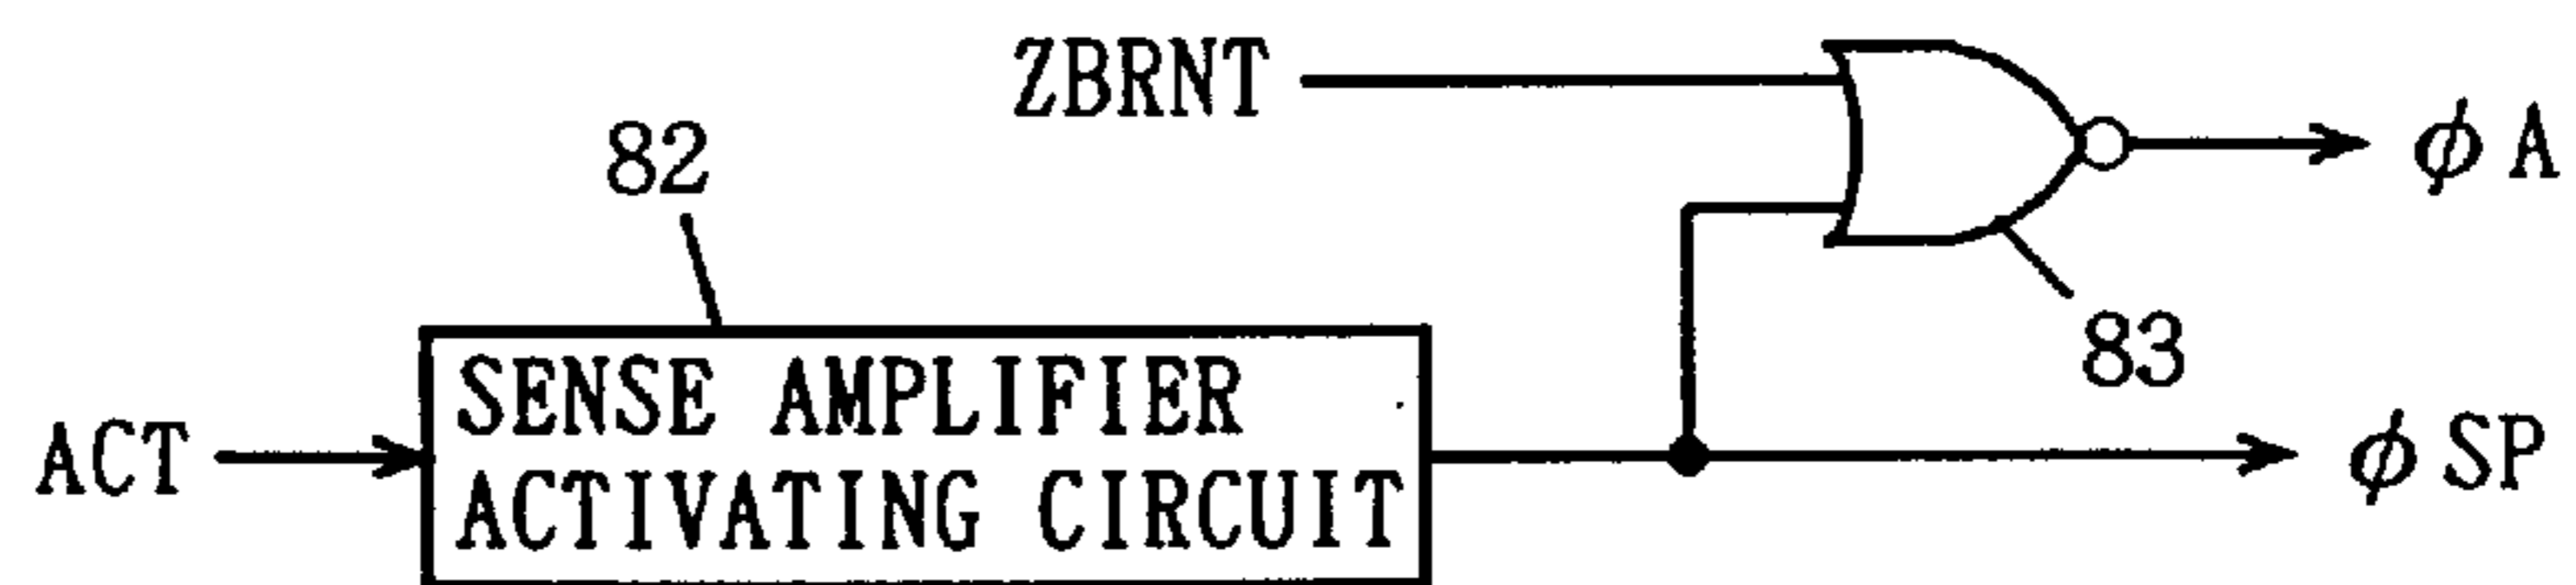 ZBRNT
ϕA
82
83
ACT
SENSE AMPLIFIER
ACTIVATING CIRCUIT
ϕSP